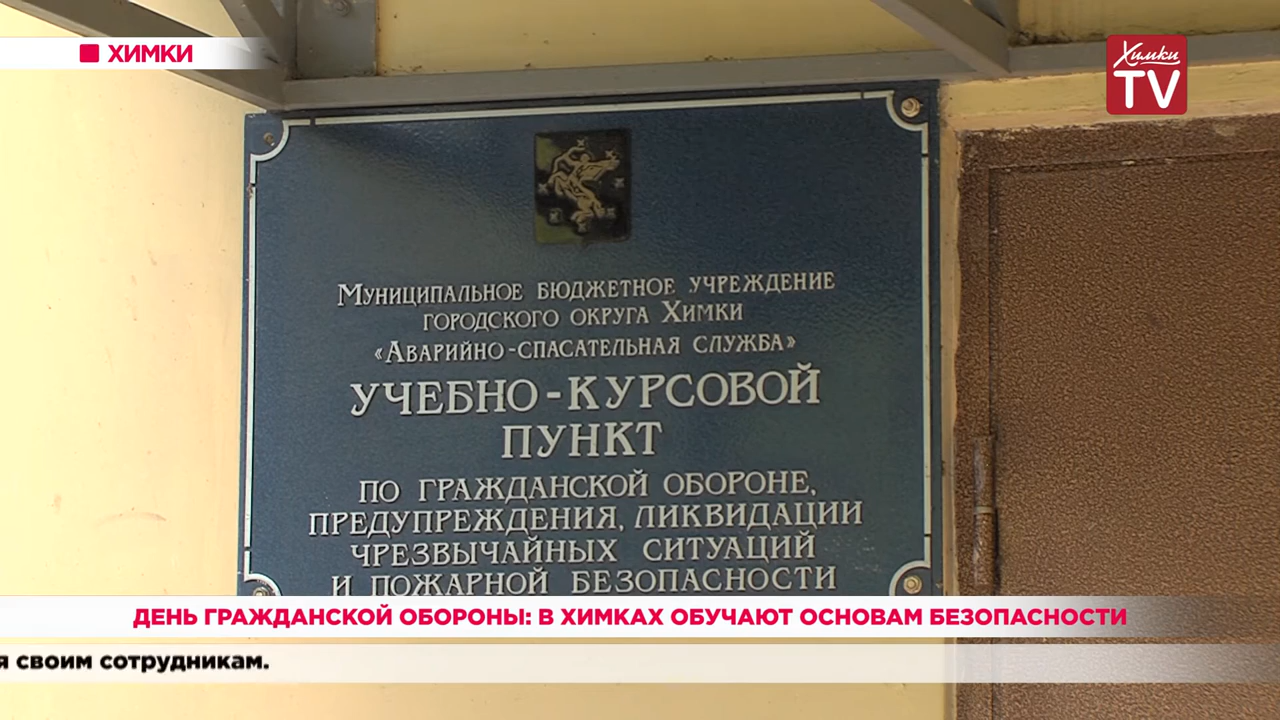 ХИМКИ
Химки
TV
МУНИЦИПАЛЬНОЕ БЮДЖЕТНОЕ УЧРЕЖДЕНИЕ
ГОРОДСКОГО ОКРУГА ХИМКИ
«АВАРИЙНО-СПАСАТЕЛЬНАЯ СЛУЖБА»
УЧЕБНО-КУРСОВОЙ
ПУНКТ
ПО ГРАЖДАНСКОЙ ОБОРОНЕ,
ПРЕДУПРЕЖДЕНИЯ, ЛИКВИДАЦИИ
ЧРЕЗВЫЧАЙНЫХ СИТУАЦИЙ
И ПОЖАРНОЙ БЕЗОПАСНОСТИ
ДЕНЬ ГРАЖДАНСКОЙ ОБОРОНЫ: В ХИМКАХ ОБУЧАЮТ ОСНОВАМ БЕЗОПАСНОСТИ
я своим сотрудникам.